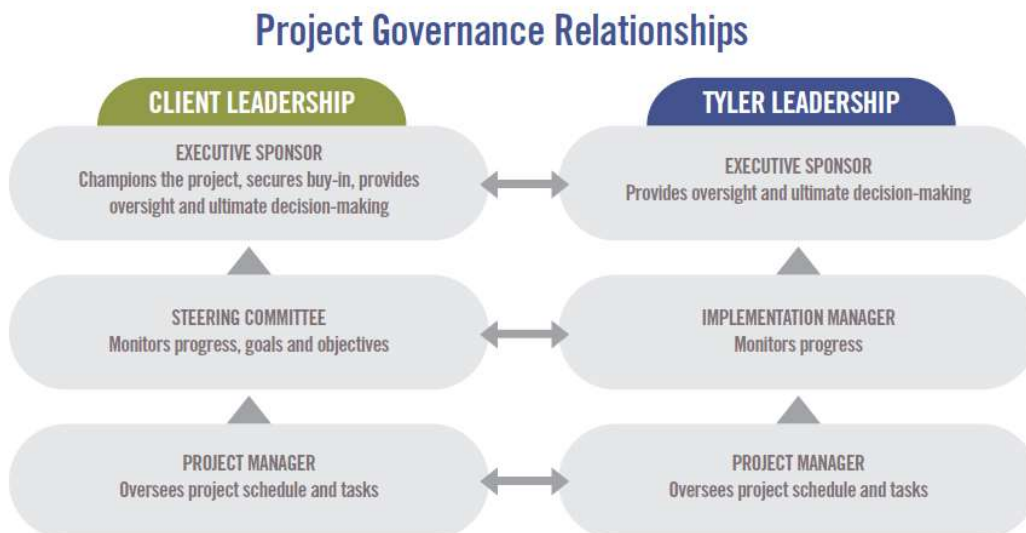 Project Governance Relationships
CLIENT LEADERSHIP
EXECUTIVE SPONSOR
Champions the project, secures buy-in, provides
oversight and ultimate decision-making
STEERING COMMITTEE
Monitors progress, goals and objectives
PROJECT MANAGER
Oversees project schedule and tasks
TYLER LEADERSHIP
EXECUTIVE SPONSOR
Provides oversight and ultimate decision-making
IMPLEMENTATION MANAGER
Monitors progress
PROJECT MANAGER
Oversees project schedule and tasks